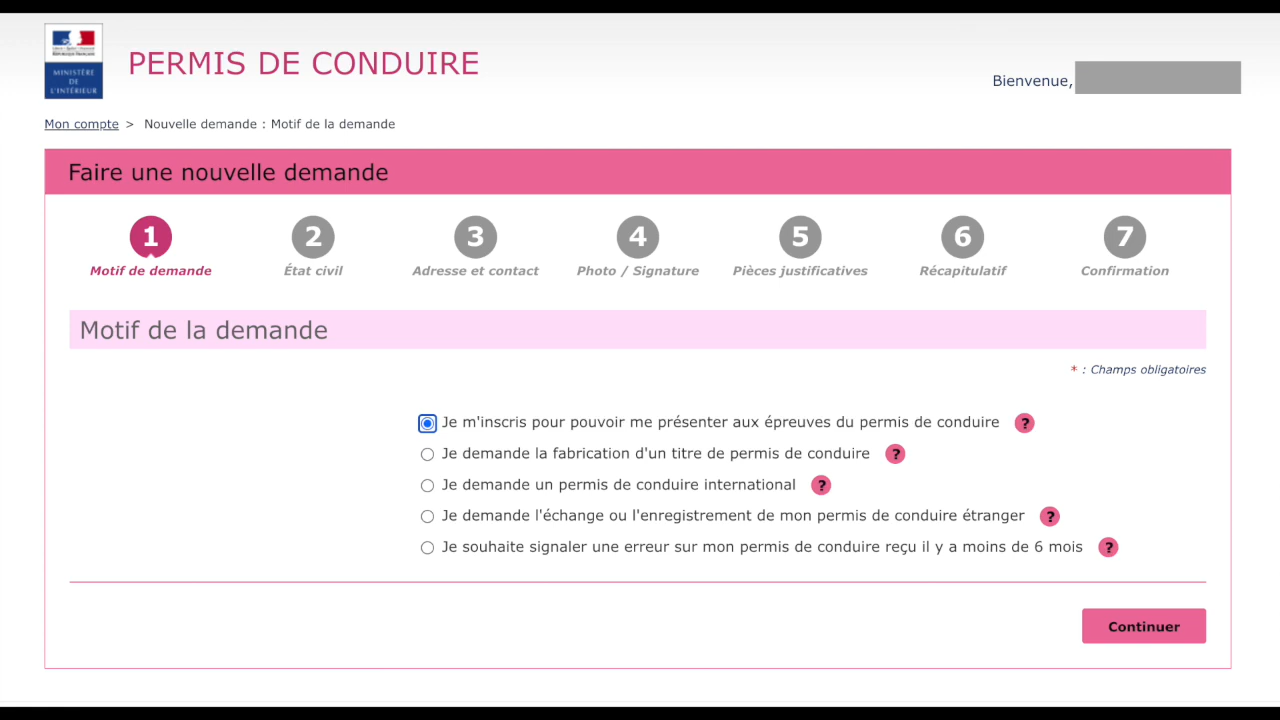 MINISTÈRE
DE
L'INTÉRIEUR
PERMIS DE CONDUIRE
Bienvenue,
Mon compte > Nouvelle demande : Motif de la demande
Faire une nouvelle demande
1 2 3 4 5 6 7
Motif de demande État civil Adresse et contact Photo / Signature Pièces justificatives Récapitulatif Confirmation
Motif de la demande
* : Champs obligatoires
Je m'inscris pour pouvoir me présenter aux épreuves du permis de conduire ?
Je demande la fabrication d'un titre de permis de conduire ?
Je demande un permis de conduire international ?
Je demande l'échange ou l'enregistrement de mon permis de conduire étranger ?
Je souhaite signaler une erreur sur mon permis de conduire reçu il y a moins de 6 mois ?
Continuer